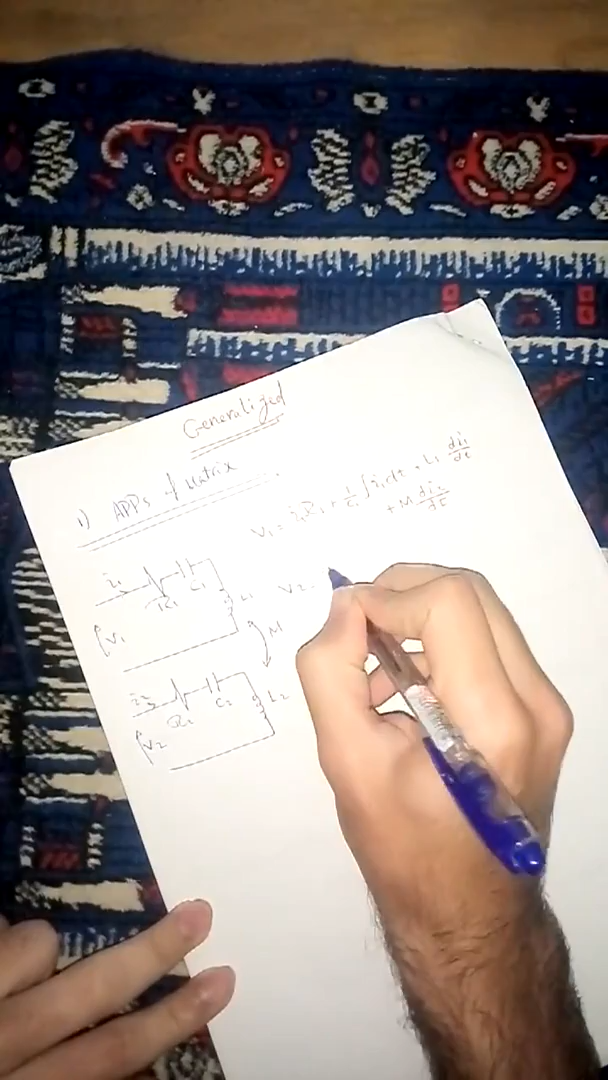 Generalized
1) APPs of Matrix
V₁ = i₁R₁ + 1/C₁ ∫ i₁dt + L₁ di₁/dt
+ M di₂/dt
i₁ R₁ C₁ L₁
V₁
M
V₂
i₂ R₂ C₂ L₂
V₂